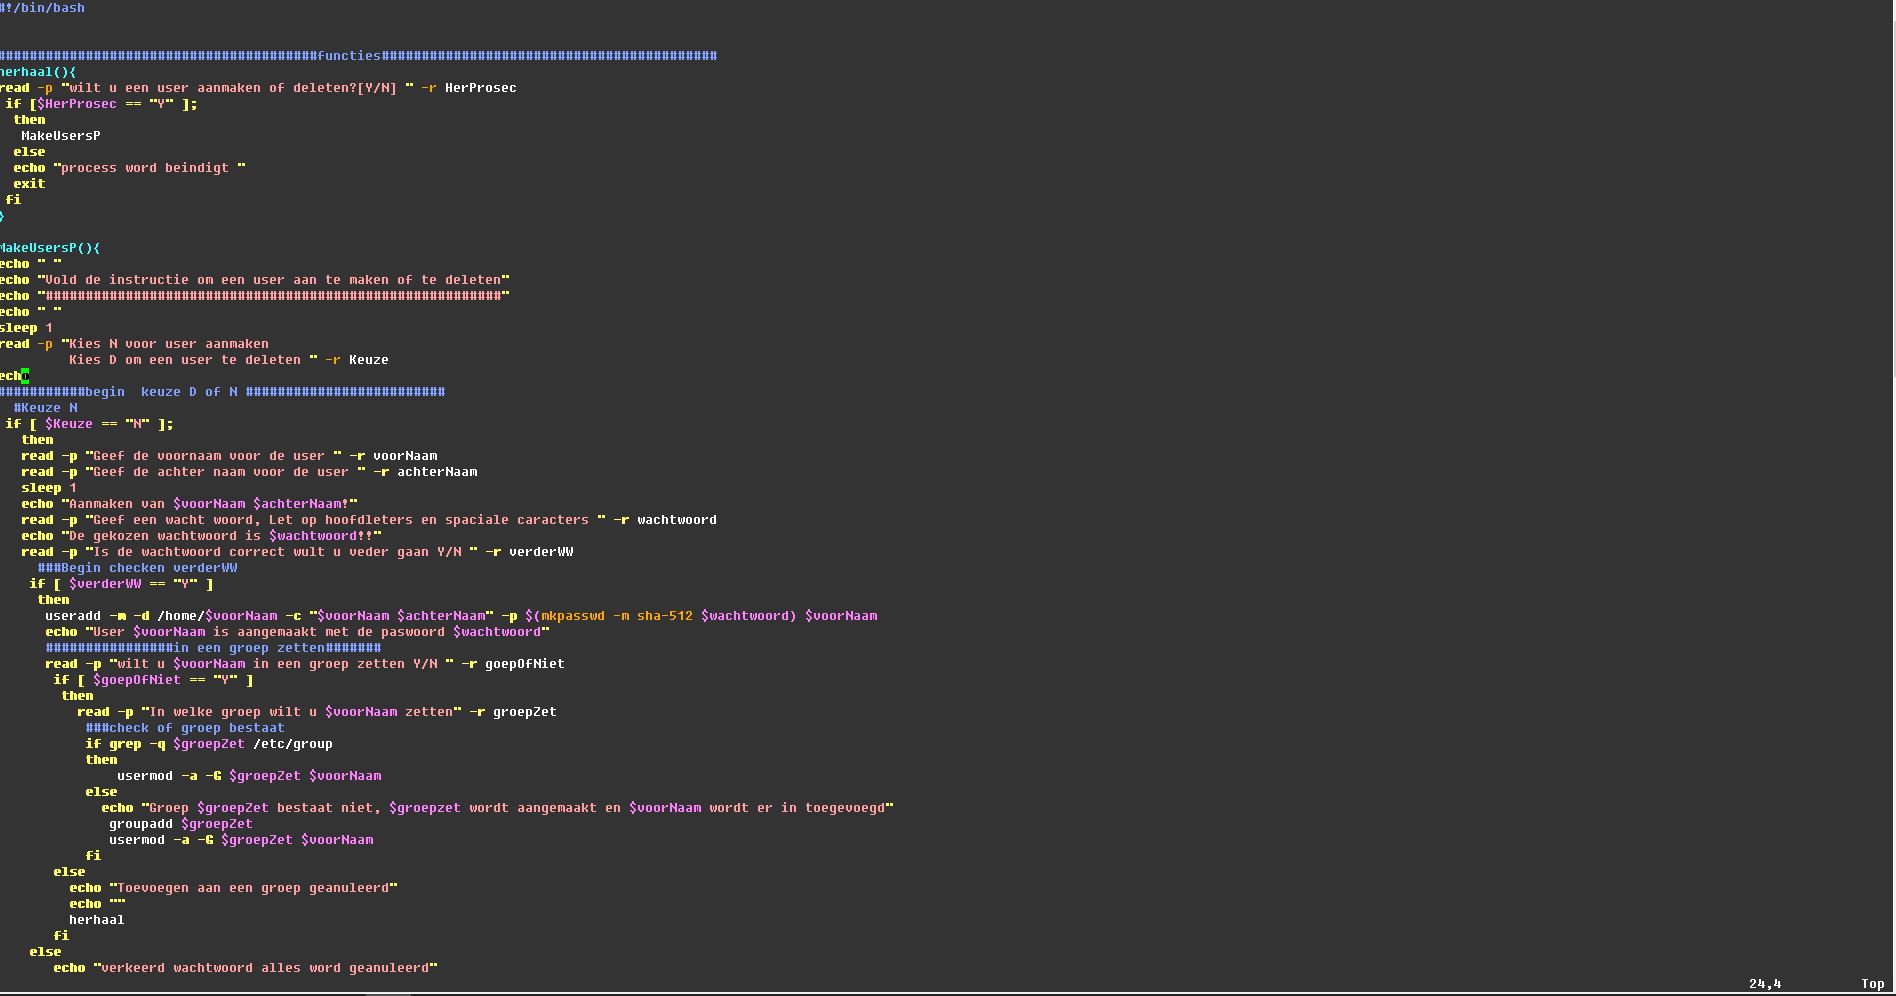 #!/bin/bash
########################################functies##########################################
herhaal(){
read -p "wilt u een user aanmaken of deleten?[Y/N] " -r HerProsec
if [$HerProsec == "Y" ];
then
MakeUsersP
else
echo "process word beindigt "
exit
fi
}
MakeUsersP(){
echo " "
echo "Vold de instructie om een user aan te maken of te deleten"
echo "#########################################################"
echo " "
sleep 1
read -p "Kies N voor user aanmaken
Kies D om een user te deleten " -r Keuze
echo
###########begin  keuze D of N #########################
#Keuze N
if [ $Keuze == "N" ];
then
read -p "Geef de voornaam voor de user " -r voorNaam
read -p "Geef de achter naam voor de user " -r achterNaam
sleep 1
echo "Aanmaken van $voorNaam $achterNaam!"
read -p "Geef een wacht woord, Let op hoofdleters en spaciale caracters " -r wachtwoord
echo "De gekozen wachtwoord is $wachtwoord!!"
read -p "Is de wachtwoord correct wult u veder gaan Y/N " -r verderWW
###Begin checken verderWW
if [ $verderWW == "Y" ]
then
useradd -m -d /home/$voorNaam -c "$voorNaam $achterNaam" -p $(mkpasswd -m sha-512 $wachtwoord) $voorNaam
echo "User $voorNaam is aangemaakt met de paswoord $wachtwoord"
################in een groep zetten#######
read -p "wilt u $voorNaam in een groep zetten Y/N " -r goepOfNiet
if [ $goepOfNiet == "Y" ]
then
read -p "In welke groep wilt u $voorNaam zetten" -r groepZet
###check of groep bestaat
if grep -q $groepZet /etc/group
then
usermod -a -G $groepZet $voorNaam
else
echo "Groep $groepZet bestaat niet, $groepzet wordt aangemaakt en $voorNaam wordt er in toegevoegd"
groupadd $groepZet
usermod -a -G $groepZet $voorNaam
fi
else
echo "Toevoegen aan een groep geanuleerd"
echo ""
herhaal
fi
else
echo "verkeerd wachtwoord alles word geanuleerd"
24,4 Top